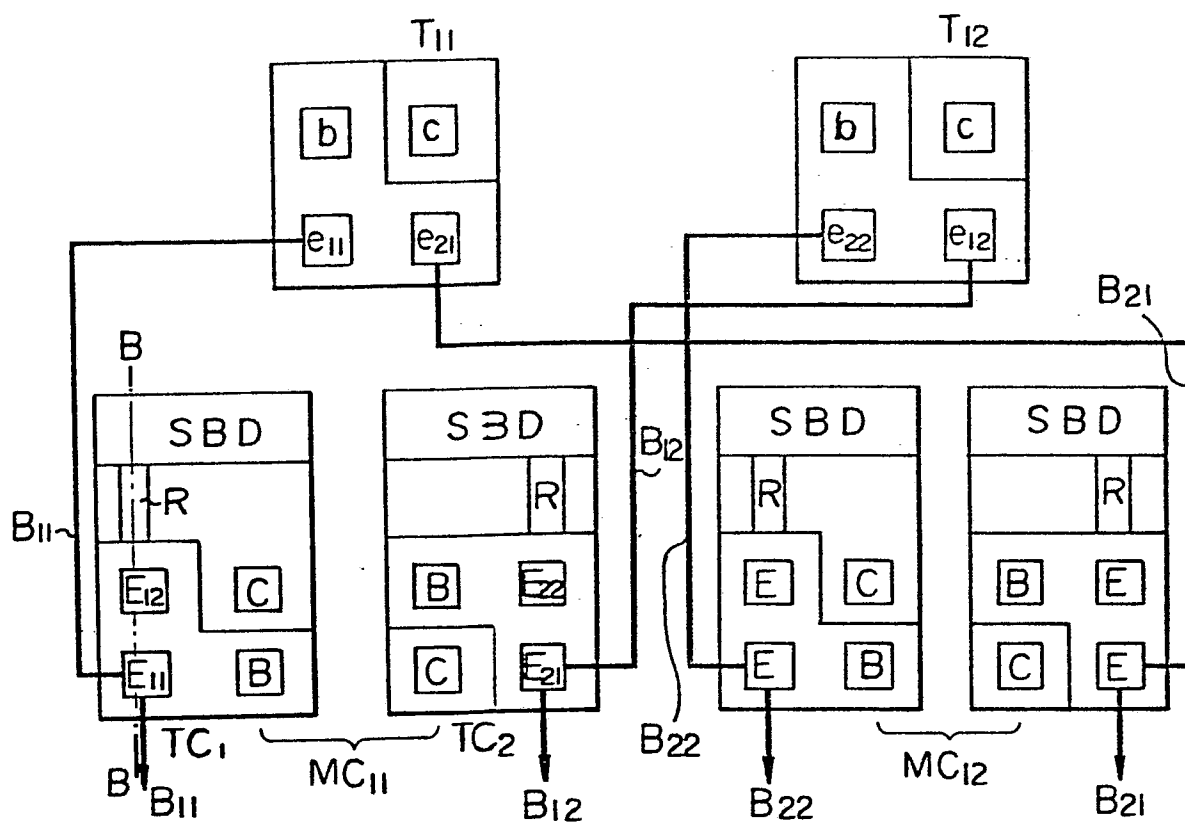 T11 T12
b c b c
e11 e21 e22 e12
B21
B
SBD SBD SBD SBD
B12
R R R R
B11
E12 C B E22 E C B E
E11 B C E21 E B C E
TC1 TC2 B22
MC11 MC12
B B11 B12 B22 B21